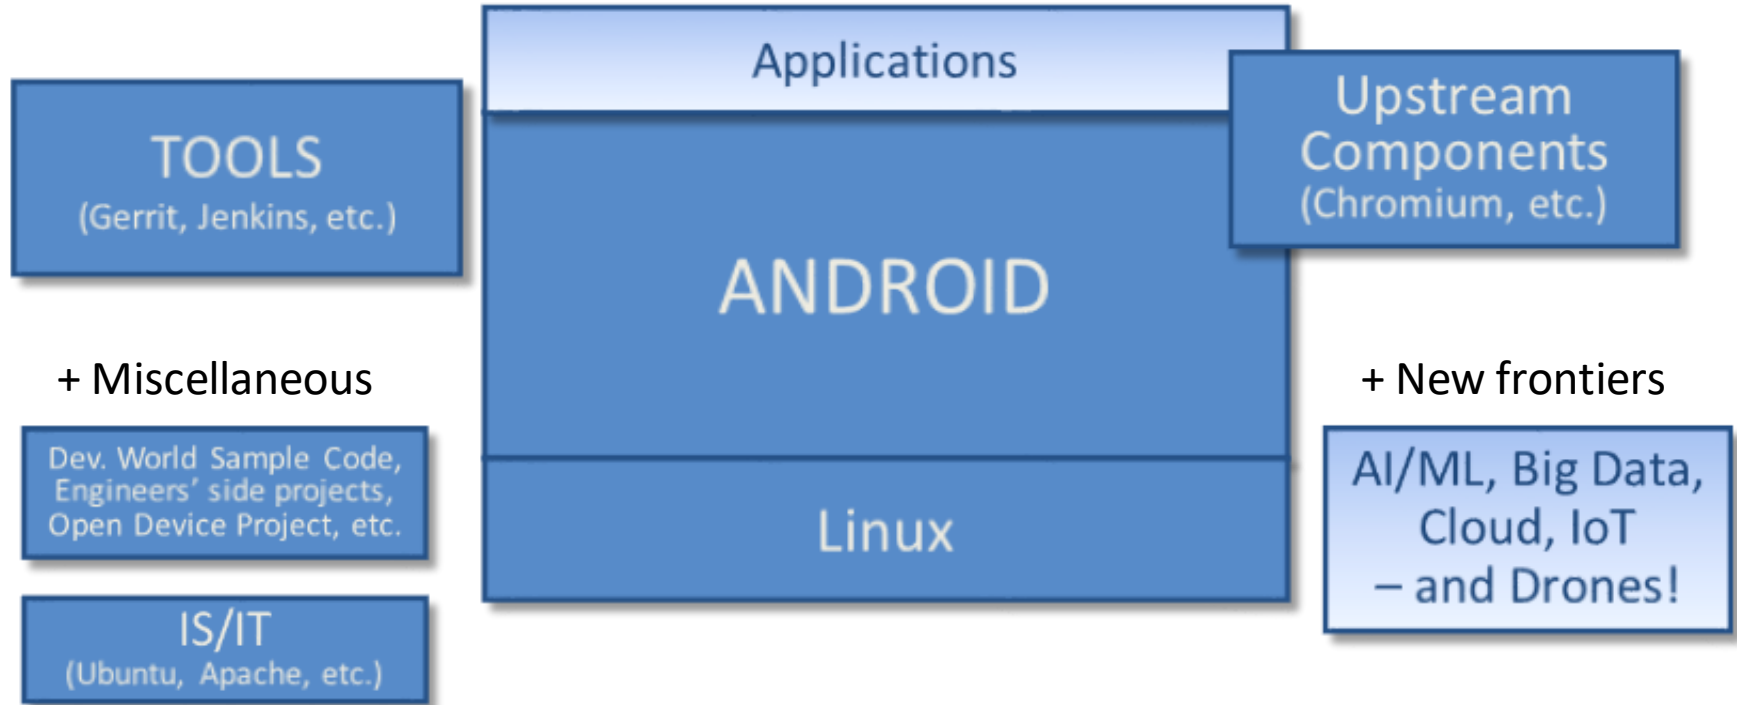 Applications
TOOLS
(Gerrit, Jenkins, etc.)
Upstream
Components
(Chromium, etc.)
ANDROID
+ Miscellaneous
+ New frontiers
Dev. World Sample Code,
Engineers’ side projects,
Open Device Project, etc.
Linux
AI/ML, Big Data,
Cloud, IoT
– and Drones!
IS/IT
(Ubuntu, Apache, etc.)